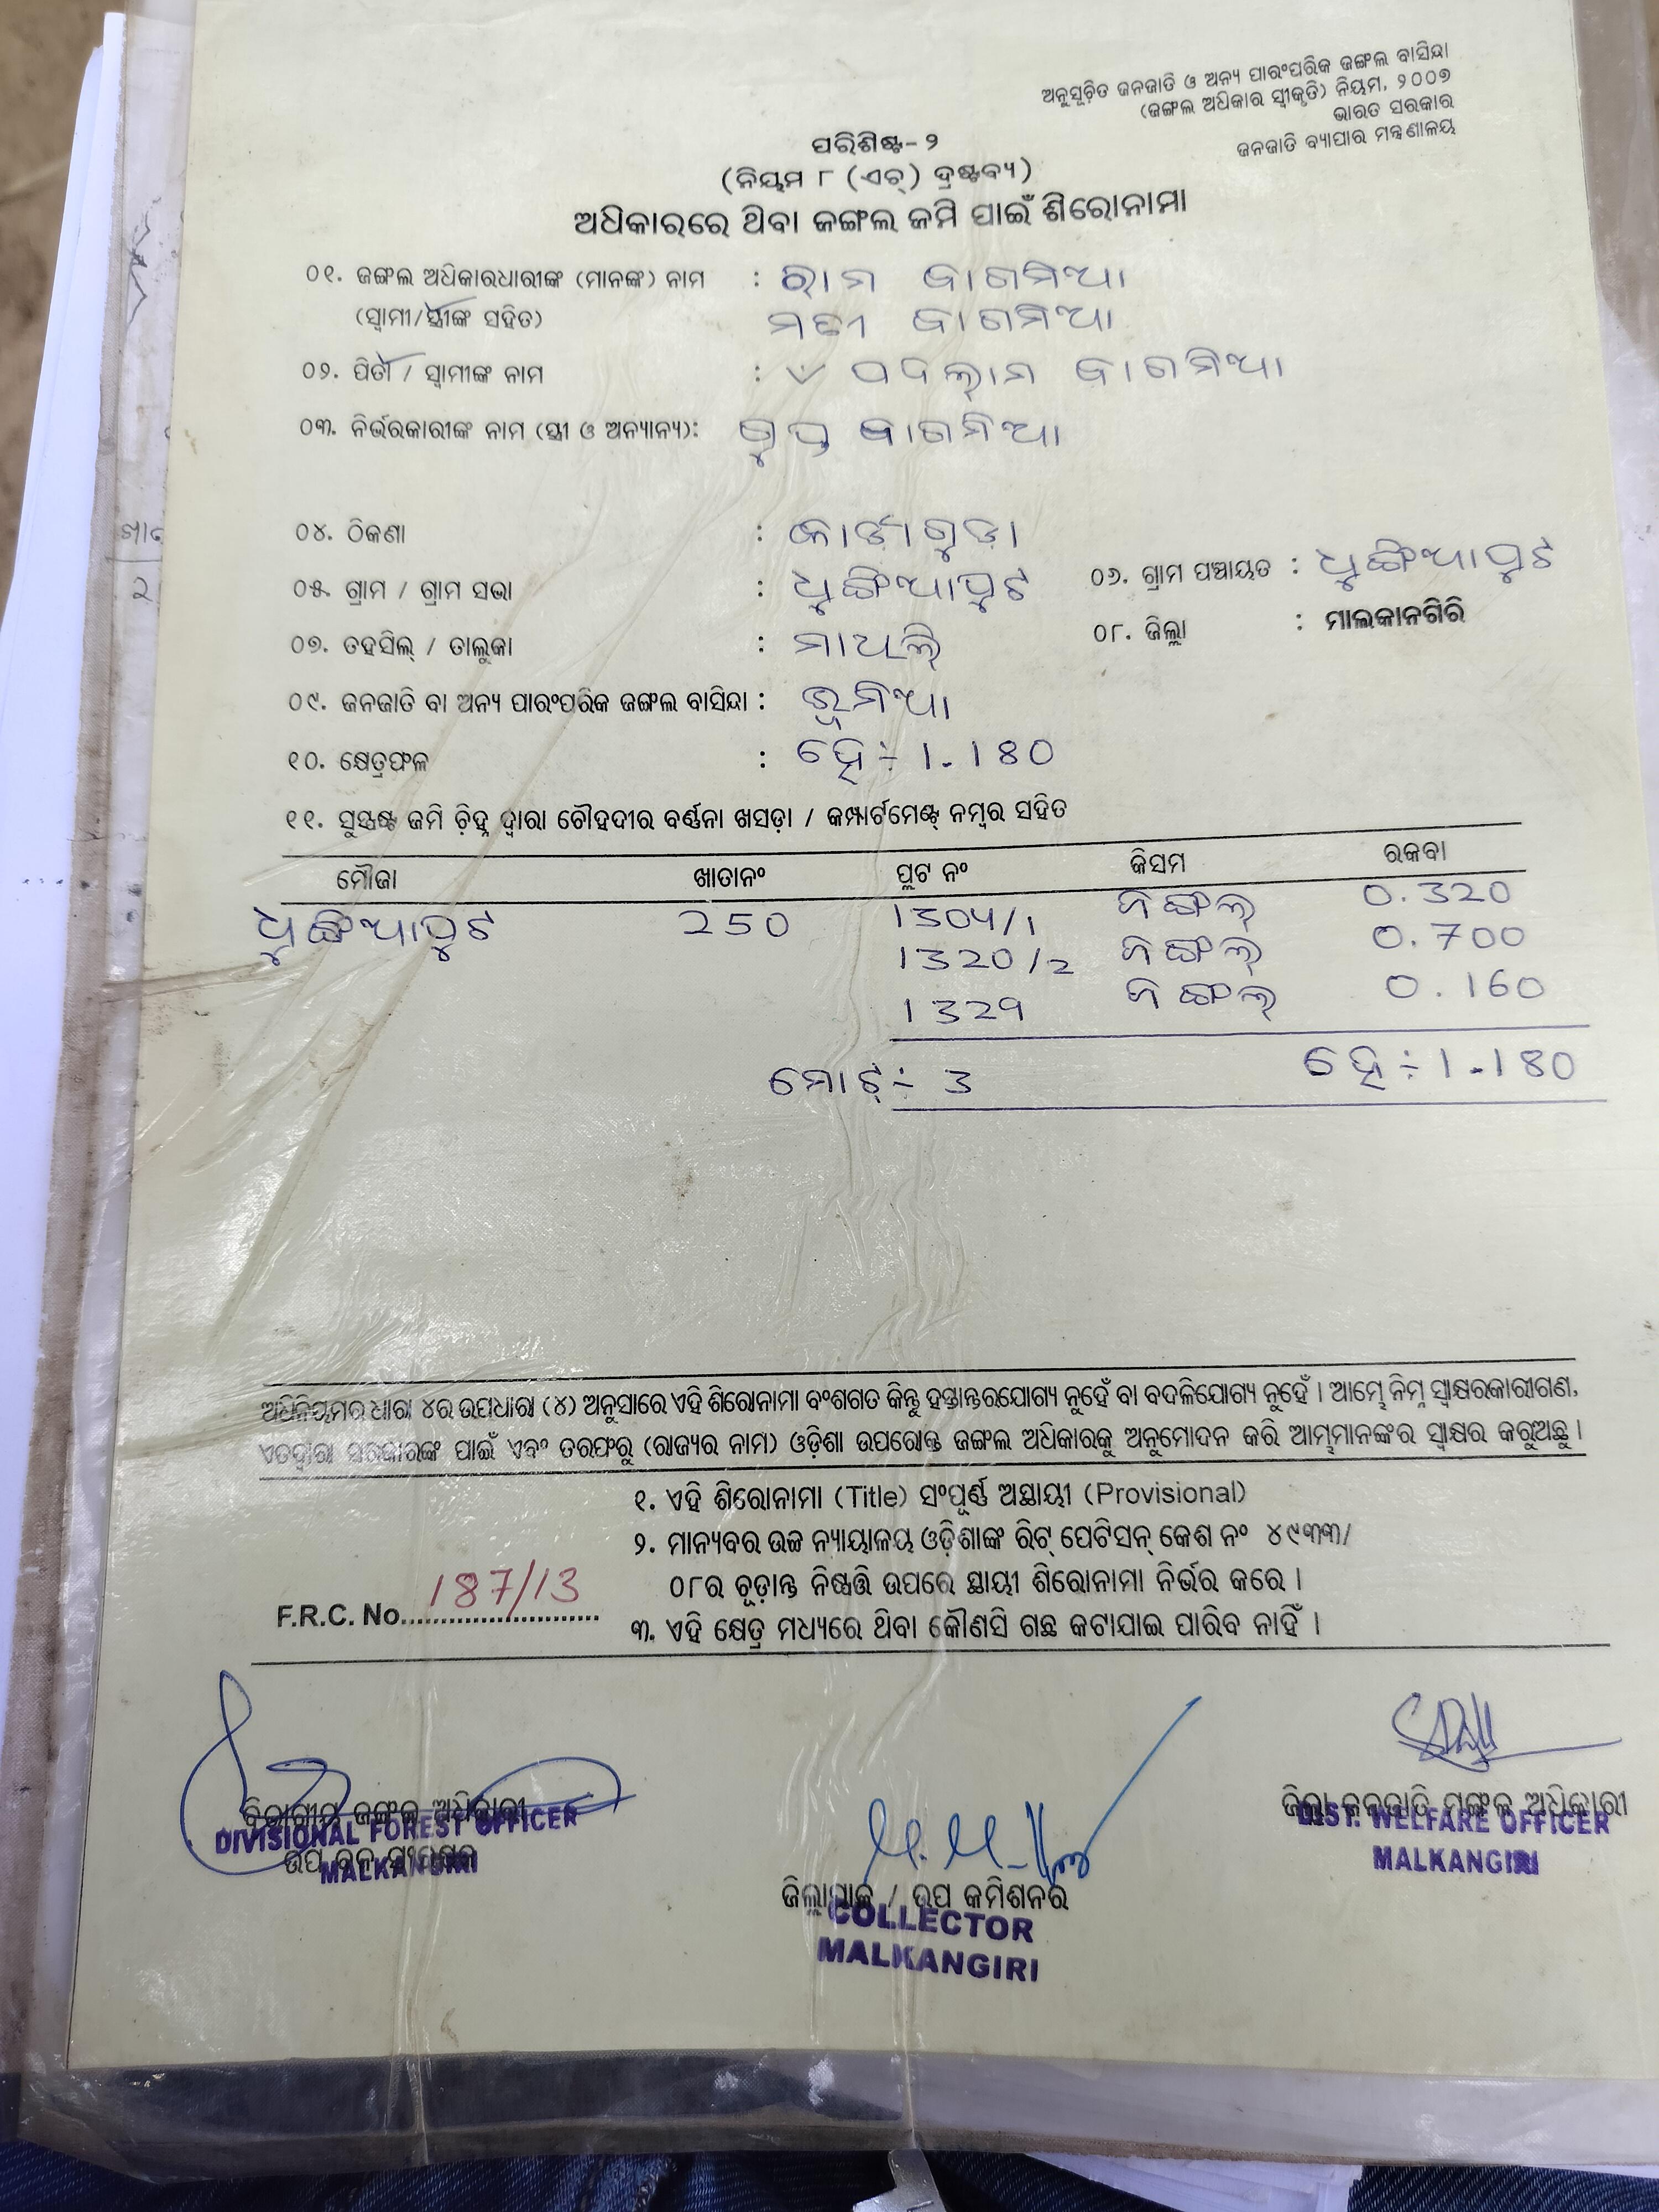 ଅନୁସୂଚିତ ଜନଜାତି ଓ ଅନ୍ୟ ପାରଂପରିକ ଜଙ୍ଗଲ ବାସିନ୍ଦା
(ଜଙ୍ଗଲ ଅଧିକାର ସ୍ୱୀକୃତି) ନିୟମ, ୨୦୦୭
ଭାରତ ସରକାର
ଜନଜାତି ବ୍ୟାପାର ମନ୍ତ୍ରଣାଳୟ
ପରିଶିଷ୍ଟ-୨
(ନିୟମ ୮ (ଏଚ୍) ଦ୍ରଷ୍ଟବ୍ୟ)
ଅଧିକାରରେ ଥିବା ଜଙ୍ଗଲ ଜମି ପାଇଁ ଶିରୋନାମା
୦୧. ଜଙ୍ଗଲ ଅଧିକାରଧାରୀଙ୍କ (ମାନଙ୍କ) ନାମ : ରାମ ବାଗମିଆ
(ସ୍ୱାମୀ/ସ୍ତ୍ରୀଙ୍କ ସହିତ) ବାଗମିଆ
୦୨. ପିତା / ସ୍ୱାମୀଙ୍କ ନାମ : ପଦଲାମ ବାଗମିଆ
୦୩. ନିର୍ଭରକାରୀଙ୍କ ନାମ (ସ୍ତ୍ରୀ ଓ ଅନ୍ୟାନ୍ୟ): ବାଗମିଆ
୦୪. ଠିକଣା :
୦୫. ଗ୍ରାମ / ଗ୍ରାମ ସଭା : ଧୁଙ୍ଗିଆପୁଟ ୦୬. ଗ୍ରାମ ପଞ୍ଚାୟତ : ଧୁଙ୍ଗିଆପୁଟ
୦୭. ତହସିଲ୍ / ତାଲୁକା : ମାଥିଲି ୦୮. ଜିଲ୍ଲା : ମାଲକାନଗିରି
୦୯. ଜନଜାତି ବା ଅନ୍ୟ ପାରଂପରିକ ଜଙ୍ଗଲ ବାସିନ୍ଦା : ଭୂମିଆ
୧୦. କ୍ଷେତ୍ରଫଳ : ହେ÷ 1.180
୧୧. ସୁସ୍ପଷ୍ଟ ଜମି ଚିହ୍ନ ଦ୍ୱାରା ଚୌହଦୀର ବର୍ଣ୍ଣନା ଖସଡ଼ା / କମ୍ପାର୍ଟମେଣ୍ଟ୍ ନମ୍ବର ସହିତ
ମୌଜା ଖାତାନଂ ପ୍ଲଟ ନଂ କିସମ ରକବା
ଧୁଙ୍ଗିଆପୁଟ 250 1304/1 ଜଙ୍ଗଲ୍ 0.320
1320/2 ଜଙ୍ଗଲ୍ 0.700
1329 ଜଙ୍ଗଲ୍ 0.160
ମୋଟ୍÷ 3 ହେ÷1.180
ଅଧିନିୟମର ଧାରା ୪ର ଉପଧାରା (୪) ଅନୁସାରେ ଏହି ଶିରୋନାମା ବଂଶଗତ କିନ୍ତୁ ହସ୍ତାନ୍ତରଯୋଗ୍ୟ ନୁହେଁ ବା ବଦଳିଯୋଗ୍ୟ ନୁହେଁ । ଆମ୍ଭେ ନିମ୍ନ ସ୍ୱାକ୍ଷରକାରୀଗଣ,
ଏତଦ୍ୱାରା ସରକାରଙ୍କ ପାଇଁ ଏବଂ ତରଫରୁ (ରାଜ୍ୟର ନାମ) ଓଡ଼ିଶା ଉପରୋକ୍ତ ଜଙ୍ଗଲ ଅଧିକାରକୁ ଅନୁମୋଦନ କରି ଆମ୍ଭମାନଙ୍କର ସ୍ୱାକ୍ଷର କରୁଅଛୁ ।
୧. ଏହି ଶିରୋନାମା (Title) ସଂପୂର୍ଣ୍ଣ ଅସ୍ଥାୟୀ (Provisional)
୨. ମାନ୍ୟବର ଉଚ୍ଚ ନ୍ୟାୟାଳୟ ଓଡ଼ିଶାଙ୍କ ରିଟ୍ ପେଟିସନ୍ କେଶ ନଂ ୪୯୩୩/
୦୮ର ଚୂଡ଼ାନ୍ତ ନିଷ୍ପତ୍ତି ଉପରେ ସ୍ଥାୟୀ ଶିରୋନାମା ନିର୍ଭର କରେ ।
F.R.C. No. 187/13
୩. ଏହି କ୍ଷେତ୍ର ମଧ୍ୟରେ ଥିବା କୌଣସି ଗଛ କଟାଯାଇ ପାରିବ ନାହିଁ ।
ବିଭାଗୀୟ ଜଙ୍ଗଲ ଅଧିକାରୀ
DIVISIONAL FOREST OFFICER
ଉପ ବନ
MALKANGIRI
ଜିଲ୍ଲାପାଳ / ଉପ କମିଶନର
COLLECTOR
MALKANGIRI
ଜିଲ୍ଲା ଜନଜାତି ମଙ୍ଗଳ ଅଧିକାରୀ
DIST. WELFARE OFFICER
MALKANGIRI